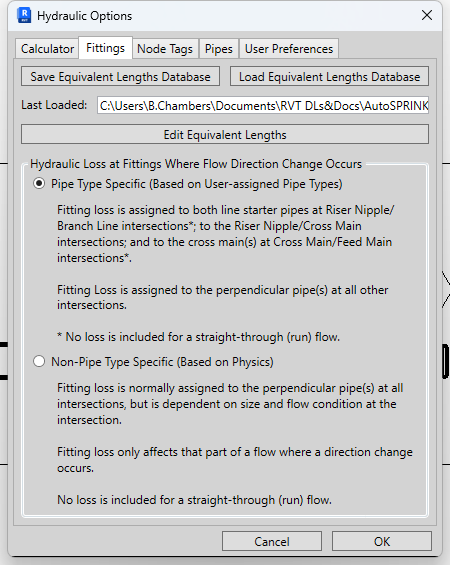 R
RVT
Hydraulic Options
Calculator Fittings Node Tags Pipes User Preferences
Save Equivalent Lengths Database Load Equivalent Lengths Database
Last Loaded: C:\Users\B.Chambers\Documents\RVT DLs&Docs\AutoSPRINK
Edit Equivalent Lengths
Hydraulic Loss at Fittings Where Flow Direction Change Occurs
Pipe Type Specific (Based on User-assigned Pipe Types)
Fitting loss is assigned to both line starter pipes at Riser Nipple/
Branch Line intersections*; to the Riser Nipple/Cross Main
intersections; and to the cross main(s) at Cross Main/Feed Main
intersections*.
Fitting Loss is assigned to the perpendicular pipe(s) at all other
intersections.
* No loss is included for a straight-through (run) flow.
Non-Pipe Type Specific (Based on Physics)
Fitting loss is normally assigned to the perpendicular pipe(s) at all
intersections, but is dependent on size and flow condition at the
intersection.
Fitting loss only affects that part of a flow where a direction change
occurs.
No loss is included for a straight-through (run) flow.
Cancel OK